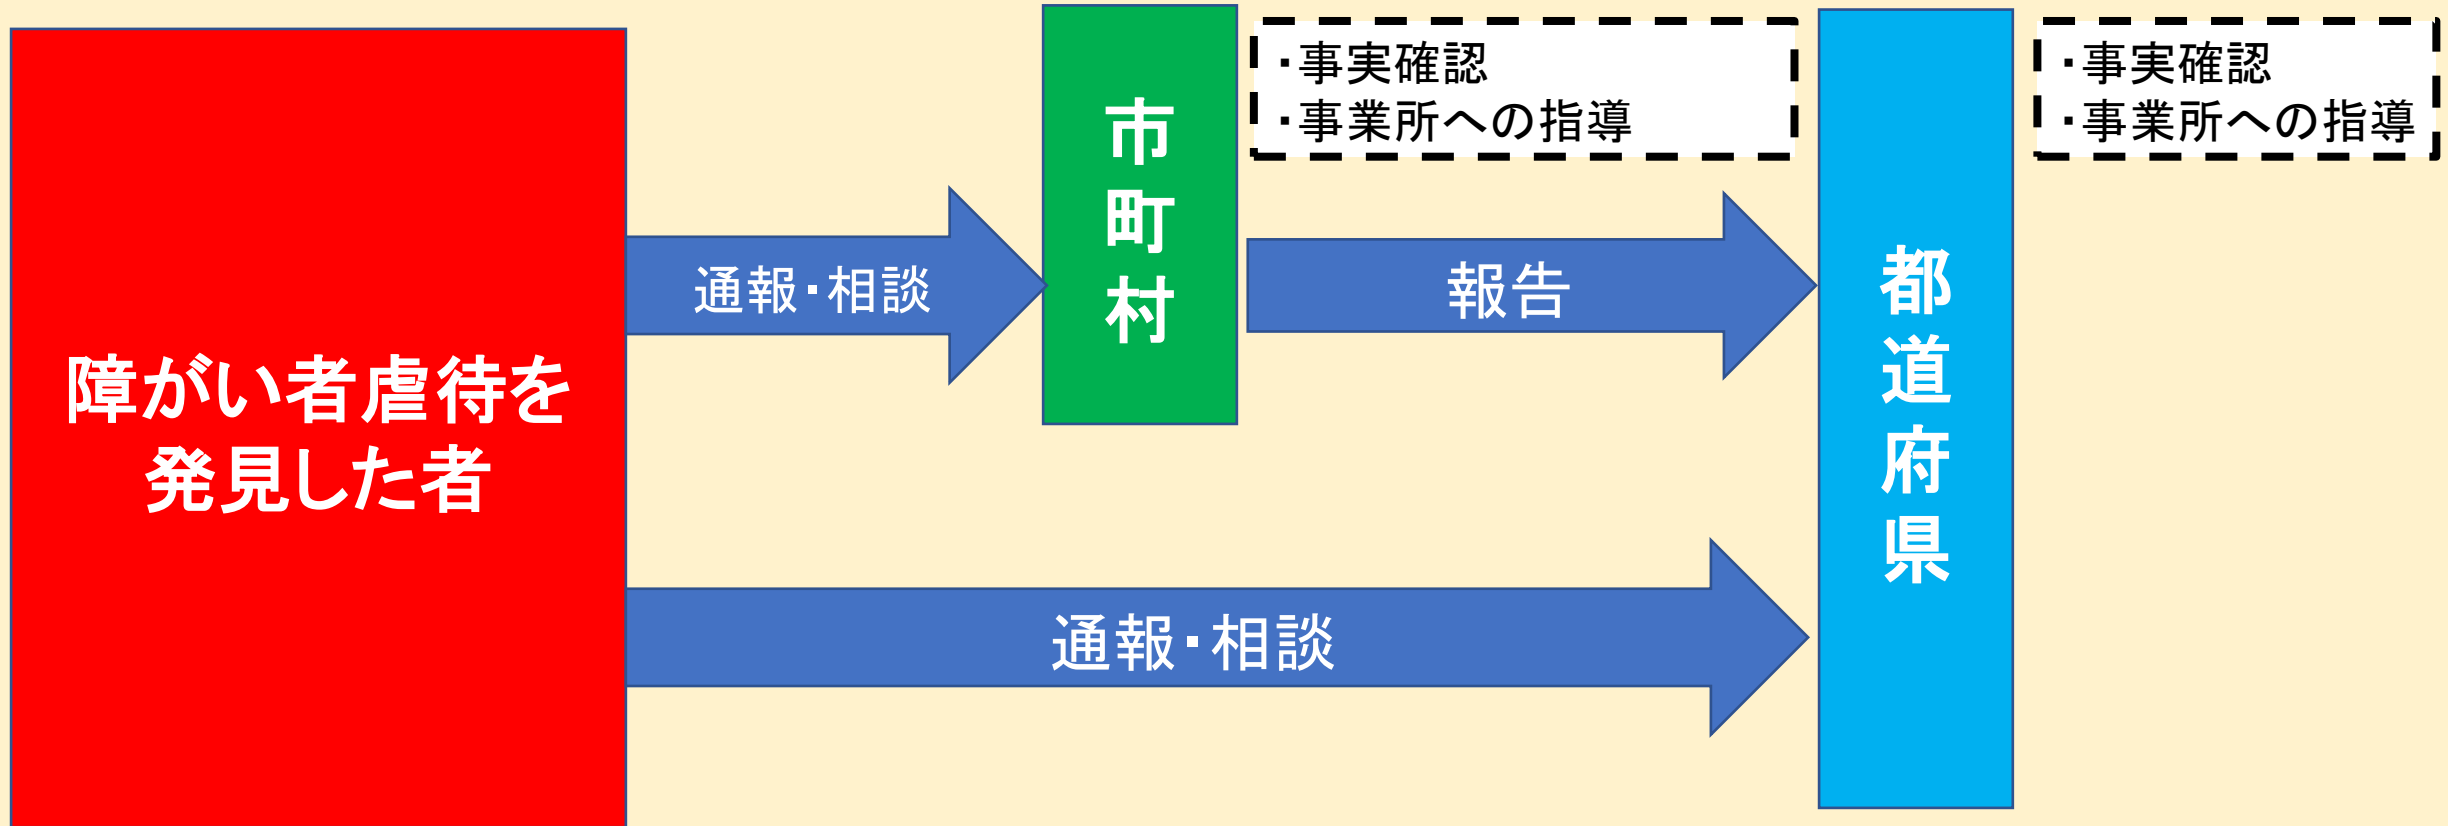 障がい者虐待を
発見した者
通報・相談
市町村
・事実確認
・事業所への指導
報告
都道府県
・事実確認
・事業所への指導
通報・相談